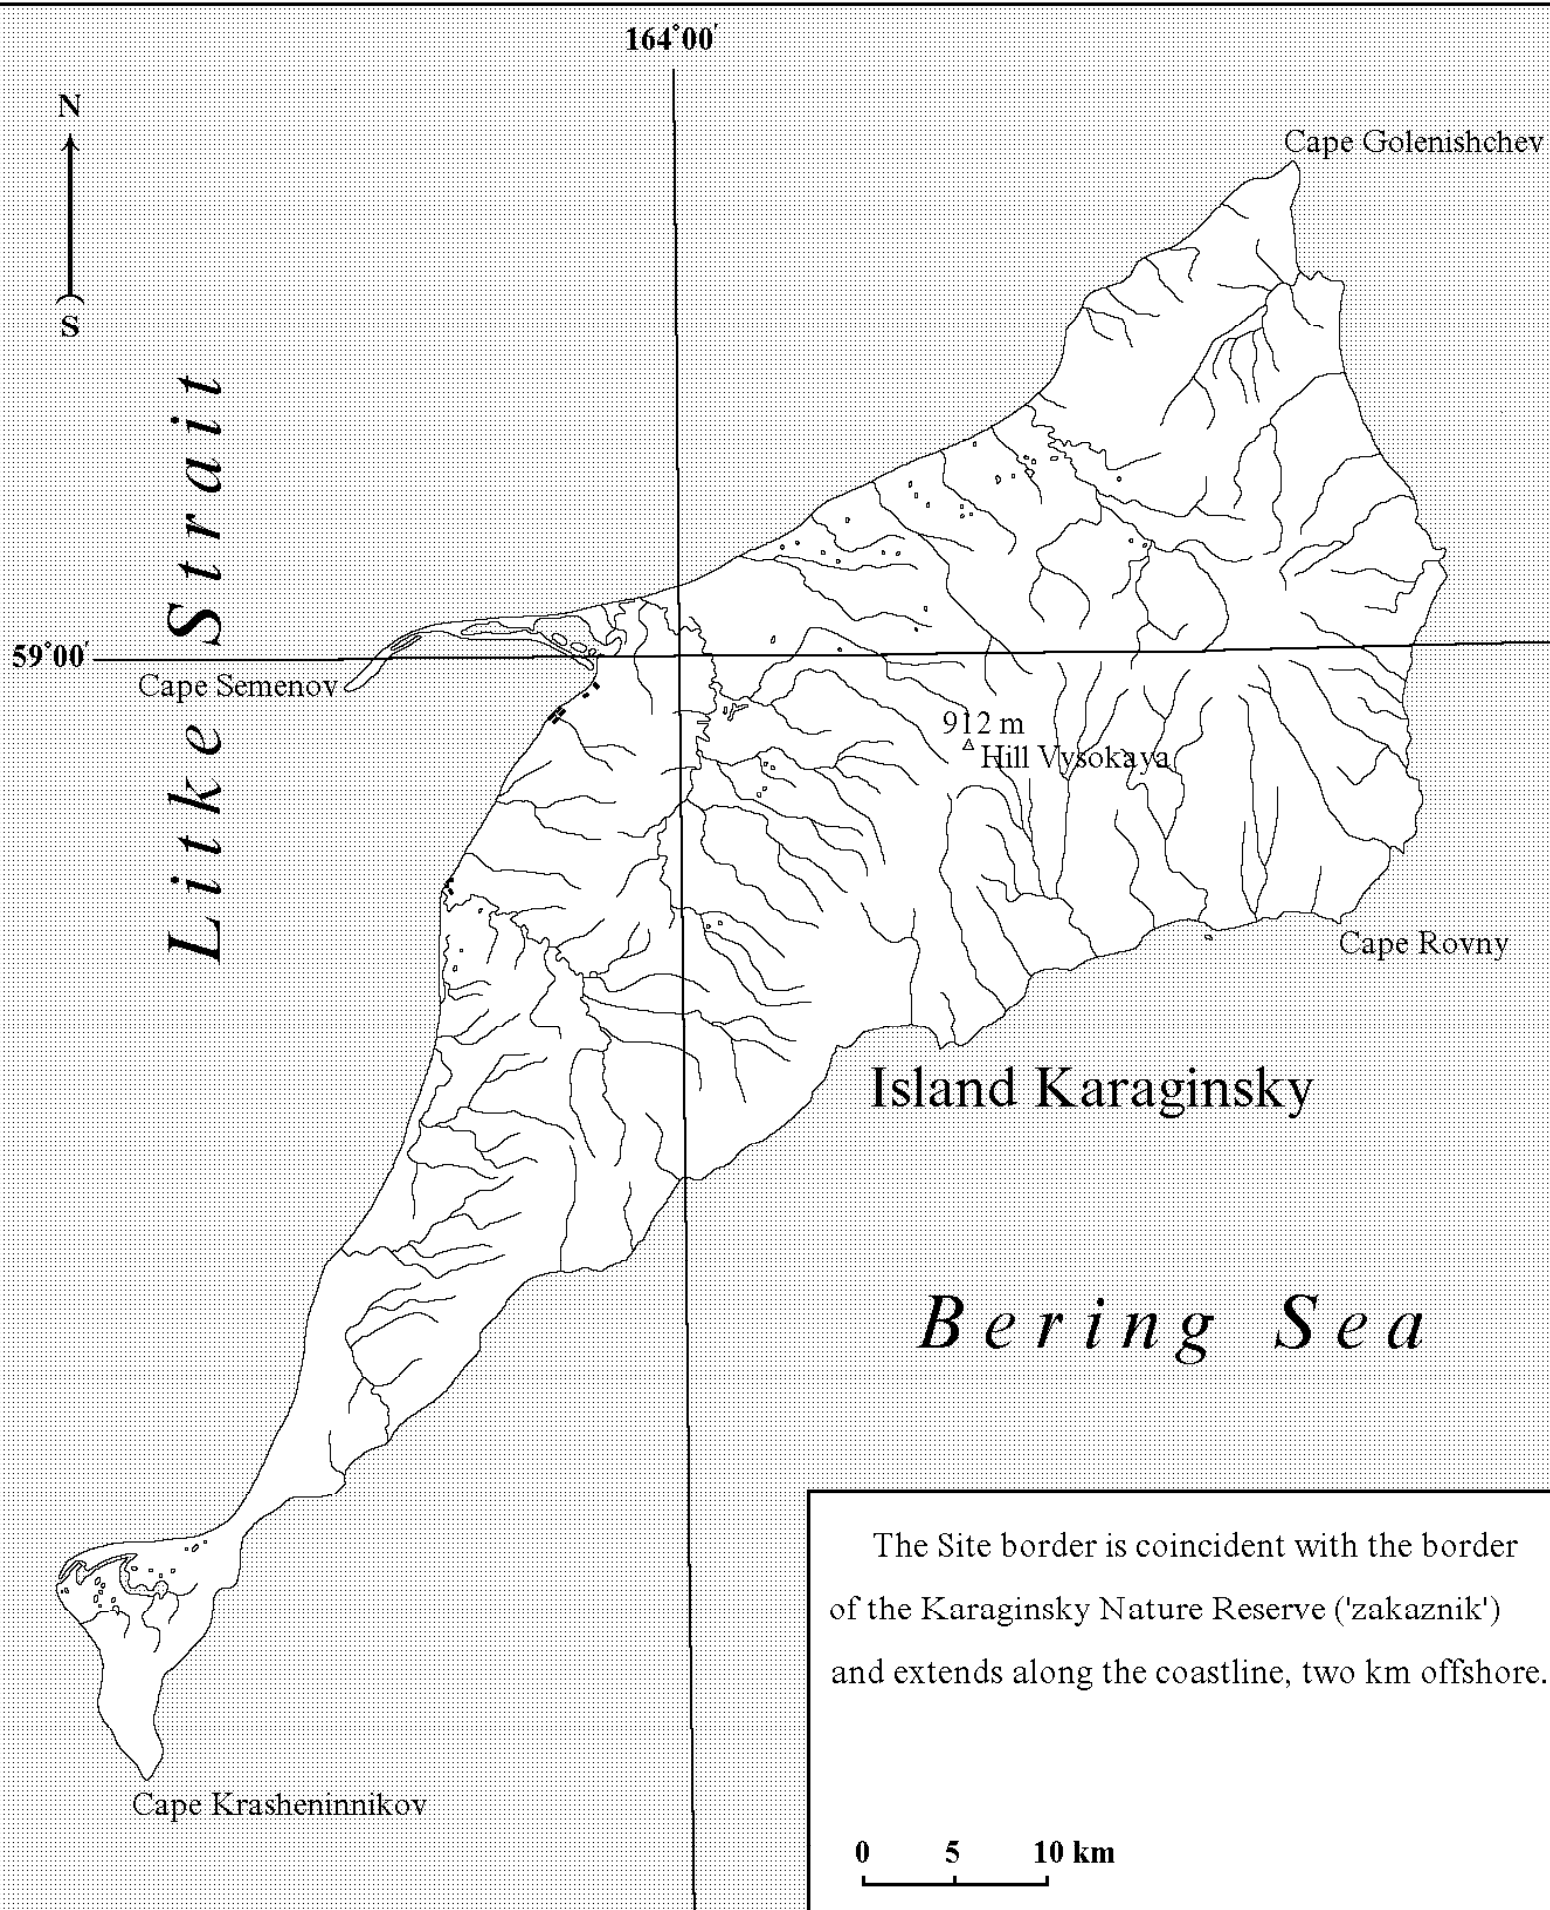 164°00′
N
Cape Golenishchev
S
Litke Strait
59°00′
Cape Semenov
912 m
Hill Vysokaya
Cape Rovny
Island Karaginsky
Bering Sea
The Site border is coincident with the border
of the Karaginsky Nature Reserve ('zakaznik')
and extends along the coastline, two km offshore.
Cape Krasheninnikov
0 5 10 km